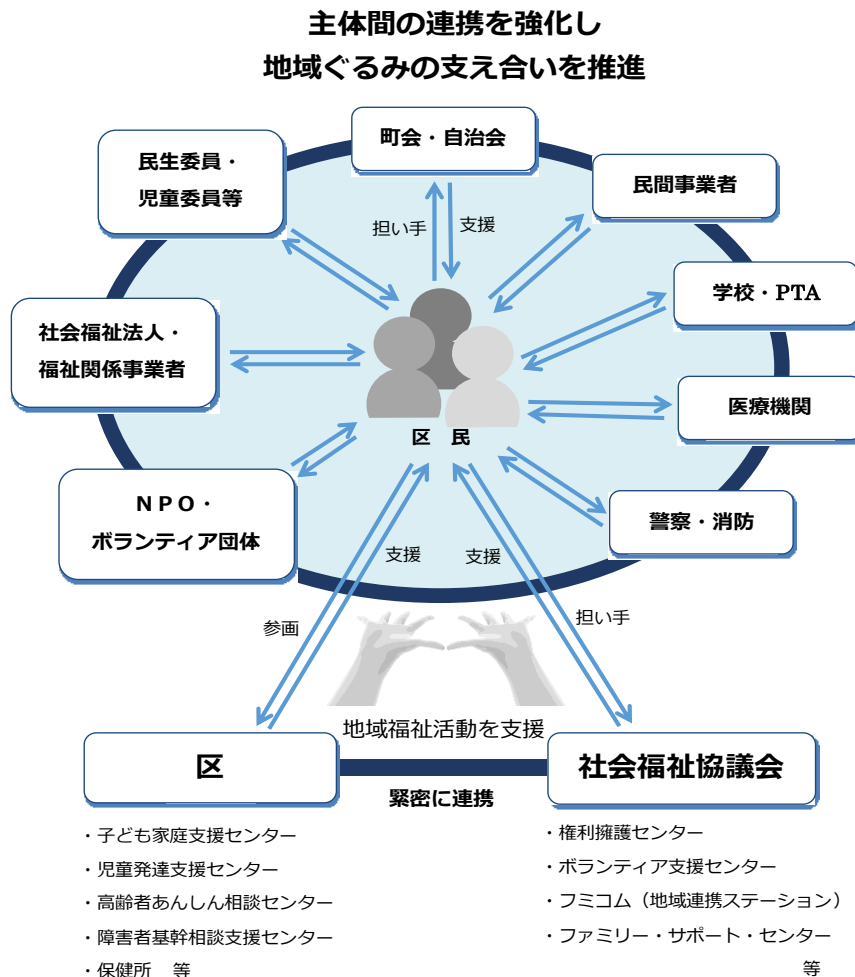 主体間の連携を強化し
地域ぐるみの支え合いを推進
町会・自治会
民生委員・
児童委員等
民間事業者
担い手
支援
学校・PTA
社会福祉法人・
福祉関係事業者
医療機関
区 民
NPO・
ボランティア団体
警察・消防
支援
支援
参画
担い手
地域福祉活動を支援
区
社会福祉協議会
緊密に連携
・子ども家庭支援センター
・児童発達支援センター
・高齢者あんしん相談センター
・障害者基幹相談支援センター
・保健所 等
・権利擁護センター
・ボランティア支援センター
・フミコム（地域連携ステーション）
・ファミリー・サポート・センター
等